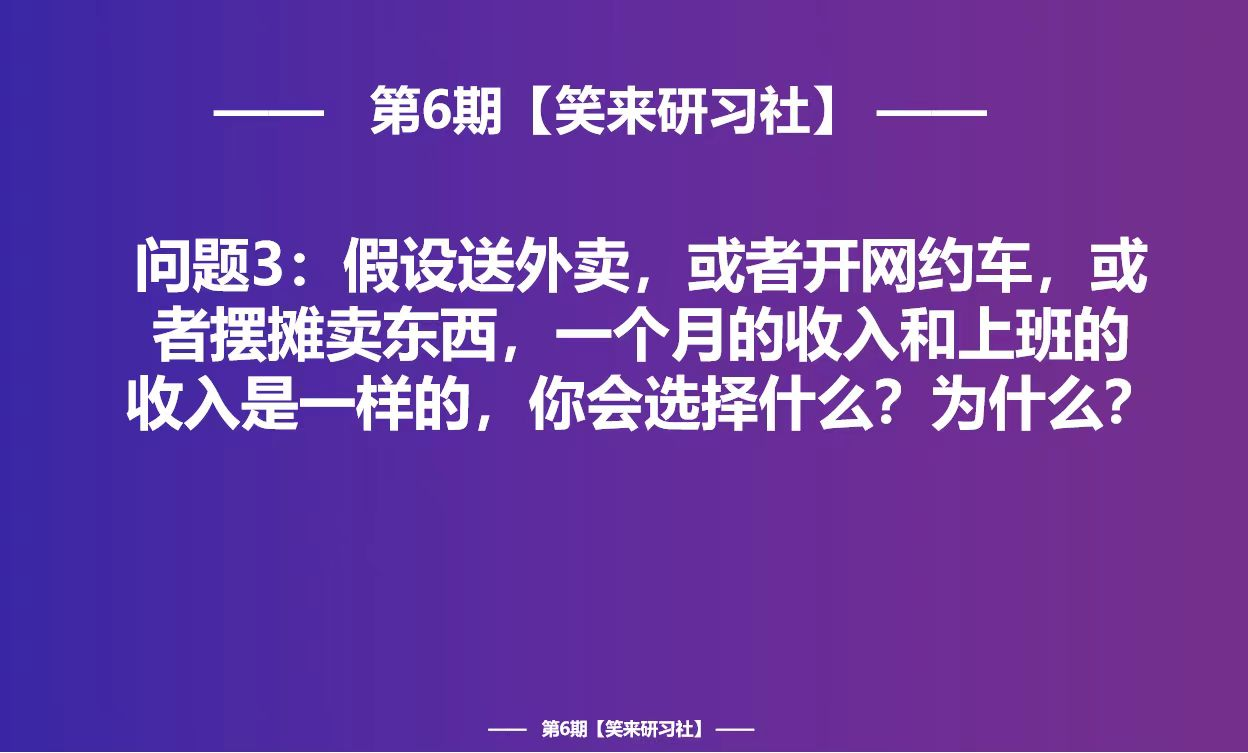 —— 第6期【笑来研习社】 ——
问题3：假设送外卖，或者开网约车，或
者摆摊卖东西，一个月的收入和上班的
收入是一样的，你会选择什么？为什么？
—— 第6期【笑来研习社】 ——